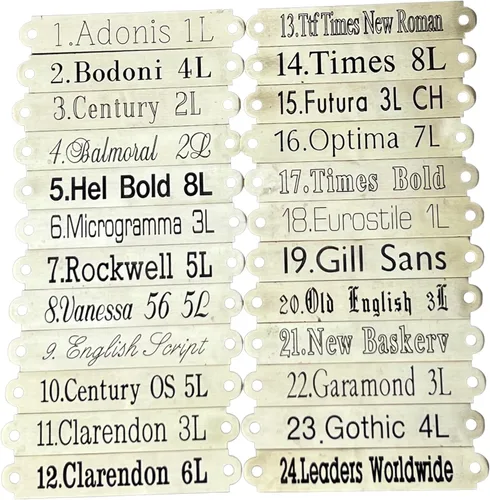 1.Adonis 1L
2.Bodoni 4L
3.Century 2L
4.Balmoral 2L
5.Hel Bold 8L
6.Microgramma 3L
7.Rockwell 5L
8.Vanessa 56 5L
9. English Script
10.Century OS 5L
11.Clarendon 3L
12.Clarendon 6L
13.Ttf Times New Roman
14.Times 8L
15.Futura 3L CH
16.Optima 7L
17.Times Bold
18.Eurostile 1L
19.Gill Sans
20.Old English 3L
21.New Baskerv
22.Garamond 3L
23.Gothic 4L
24.Leaders Worldwide